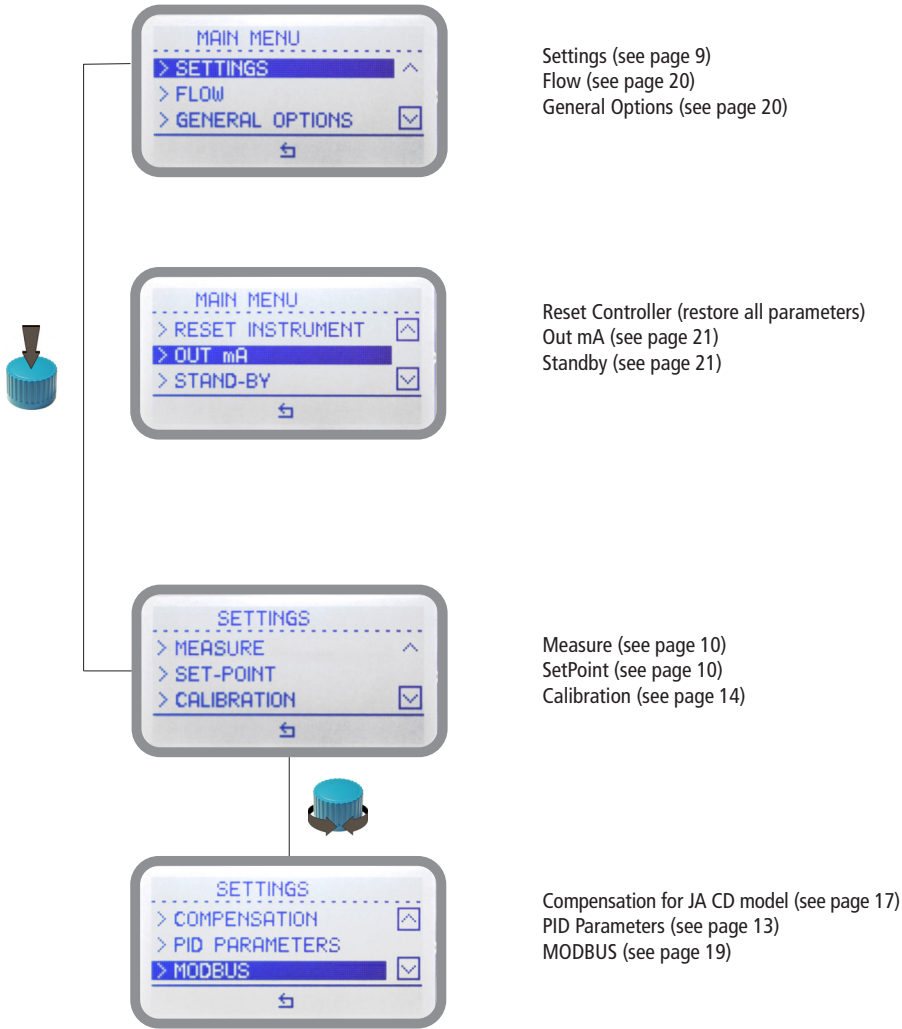 MAIN MENU
> SETTINGS
> FLOW
> GENERAL OPTIONS
Settings (see page 9)
Flow (see page 20)
General Options (see page 20)
MAIN MENU
> RESET INSTRUMENT
> OUT mA
> STAND-BY
Reset Controller (restore all parameters)
Out mA (see page 21)
Standby (see page 21)
SETTINGS
> MEASURE
> SET-POINT
> CALIBRATION
Measure (see page 10)
SetPoint (see page 10)
Calibration (see page 14)
SETTINGS
> COMPENSATION
> PID PARAMETERS
> MODBUS
Compensation for JA CD model (see page 17)
PID Parameters (see page 13)
MODBUS (see page 19)